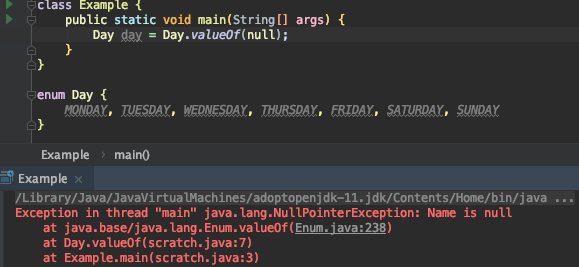 class Example {
public static void main(String[] args) {
Day day = Day.valueOf(null);
}
}
enum Day {
MONDAY, TUESDAY, WEDNESDAY, THURSDAY, FRIDAY, SATURDAY, SUNDAY
}
Example > main()
Example ×
/Library/Java/JavaVirtualMachines/adoptopenjdk-11.jdk/Contents/Home/bin/java ...
Exception in thread "main" java.lang.NullPointerException: Name is null
at java.base/java.lang.Enum.valueOf(Enum.java:238)
at Day.valueOf(scratch.java:7)
at Example.main(scratch.java:3)